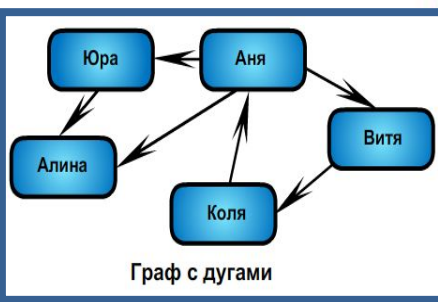 Юра
Аня
Витя
Алина
Коля
Граф с дугами